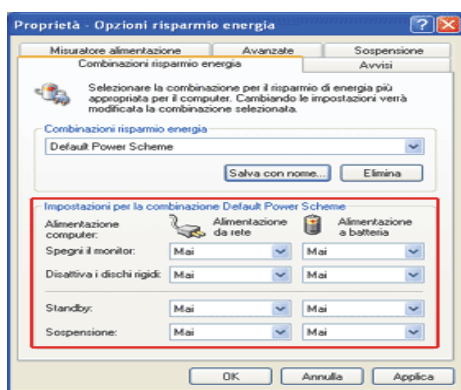 Proprietà - Opzioni risparmio energia
Misuratore alimentazione Avanzate Sospensione
Combinazioni risparmio energia Avvisi
Selezionare la combinazione per il risparmio di energia più
appropriata per il computer. Cambiando le impostazioni verrà
modificata la combinazione selezionata.
Combinazioni risparmio energia
Default Power Scheme
Salva con nome... Elimina
Impostazioni per la combinazione Default Power Scheme
Alimentazione computer: Alimentazione da rete Alimentazione a batteria
Spegni il monitor: Mai Mai
Disattiva i dischi rigidi: Mai Mai
Standby: Mai Mai
Sospensione: Mai Mai
OK Annulla Applica